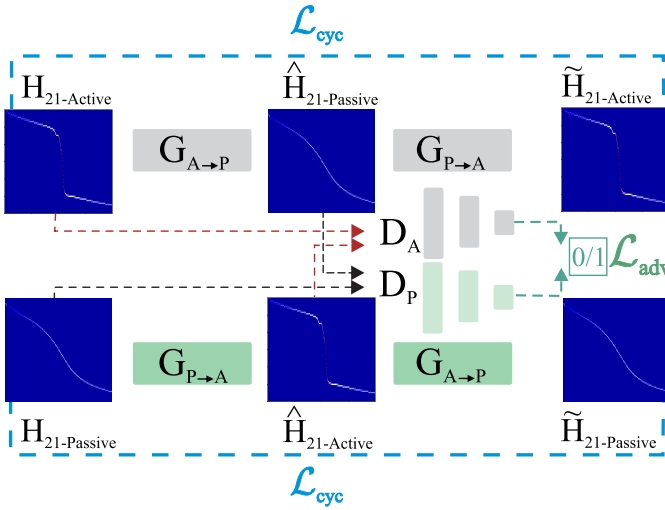 ℒcyc
H21-Active
Ĥ21-Passive
H̃21-Active
GA→P
GP→A
DA
0/1 ℒadv
DP
GP→A
GA→P
H21-Passive
Ĥ21-Active
H̃21-Passive
ℒcyc